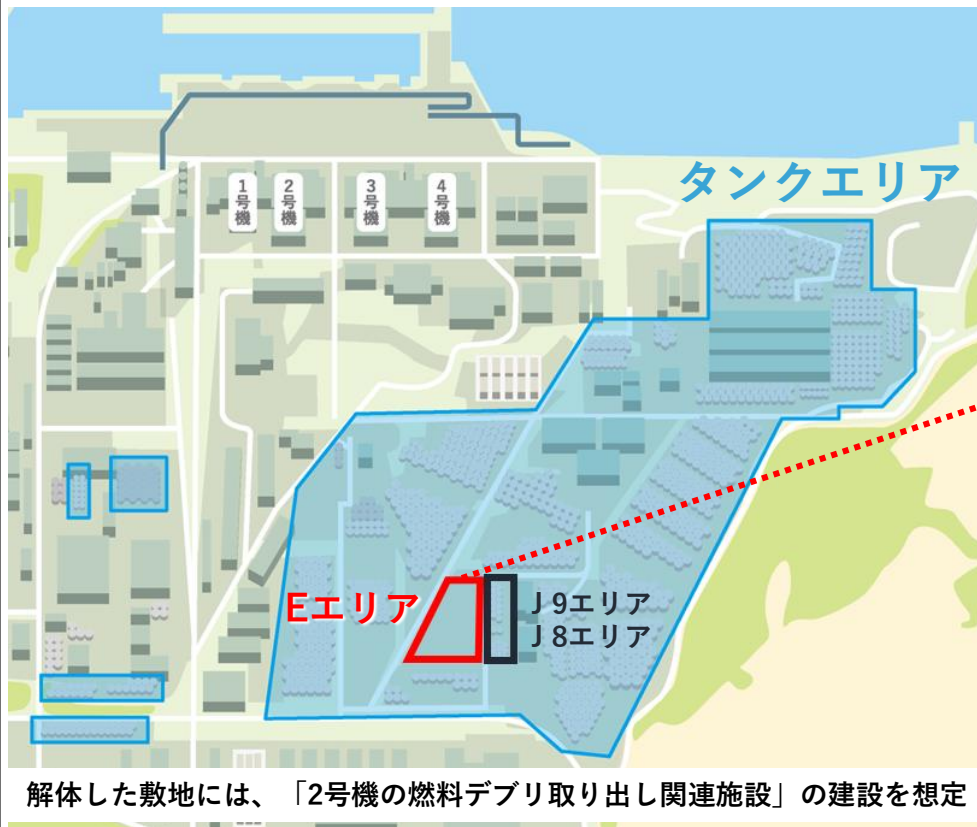 1号機
2号機
3号機
4号機
タンクエリア
Eエリア
J9エリア
J8エリア
解体した敷地には、「2号機の燃料デブリ取り出し関連施設」の建設を想定